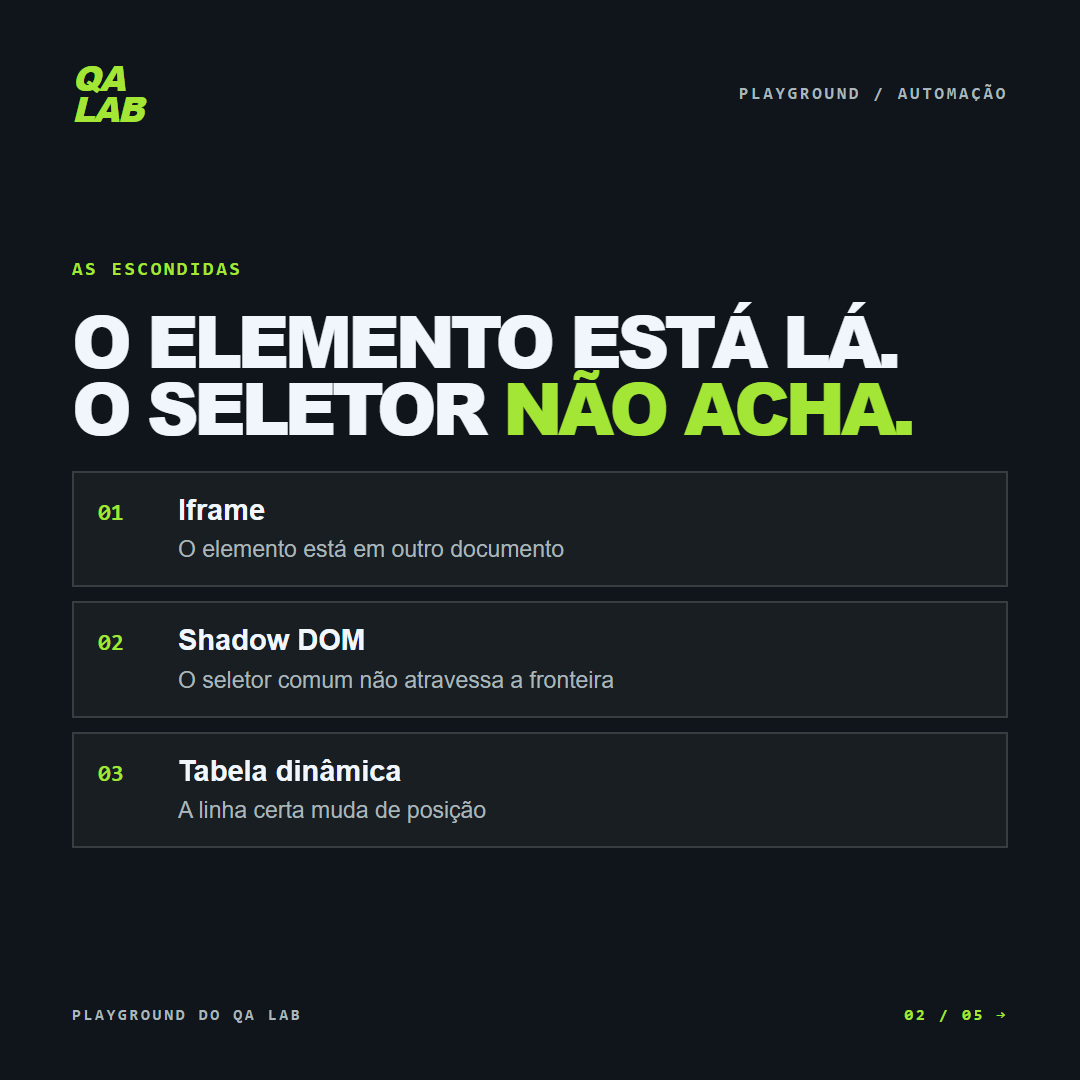 QA
LAB
PLAYGROUND / AUTOMAÇÃO
AS ESCONDIDAS
O ELEMENTO ESTÁ LÁ.
O SELETOR NÃO ACHA.
01
Iframe
O elemento está em outro documento
02
Shadow DOM
O seletor comum não atravessa a fronteira
03
Tabela dinâmica
A linha certa muda de posição
PLAYGROUND DO QA LAB
02 / 05 →